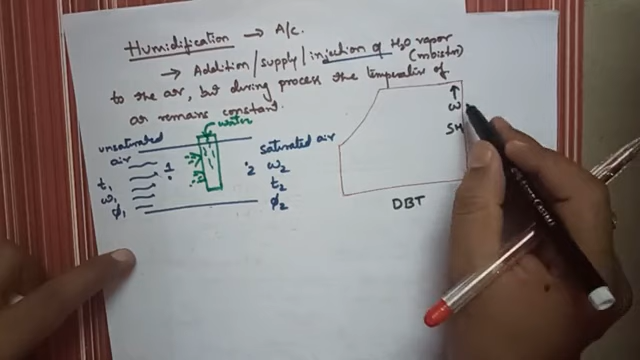 Humidification → A/c.
→ Addition/supply/injection of H₂O vapor
(moistur)
to the air, but during process the temperature of
air remains constant.
water
unsaturated
air
1
2
saturated air
t₁
ω₁
φ₁
ω₂
t₂
φ₂
↑
ω
SH
DBT